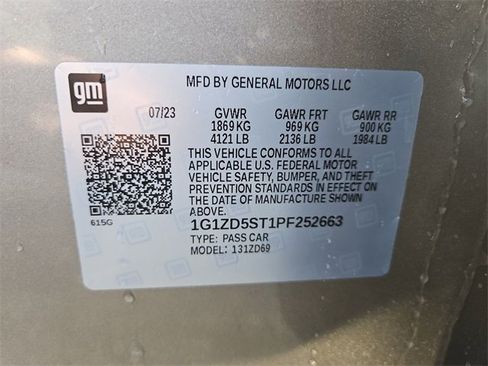 gm
MFD BY GENERAL MOTORS LLC
07/23 GVWR GAWR FRT GAWR RR
1869 KG 969 KG 900 KG
4121 LB 2136 LB 1984 LB
THIS VEHICLE CONFORMS TO ALL
APPLICABLE U.S. FEDERAL MOTOR
VEHICLE SAFETY, BUMPER, AND THEFT
PREVENTION STANDARDS IN EFFECT ON
THE DATE OF MANUFACTURE SHOWN
ABOVE.
615G
1G1ZD5ST1PF252663
TYPE: PASS CAR
MODEL: 131ZD69